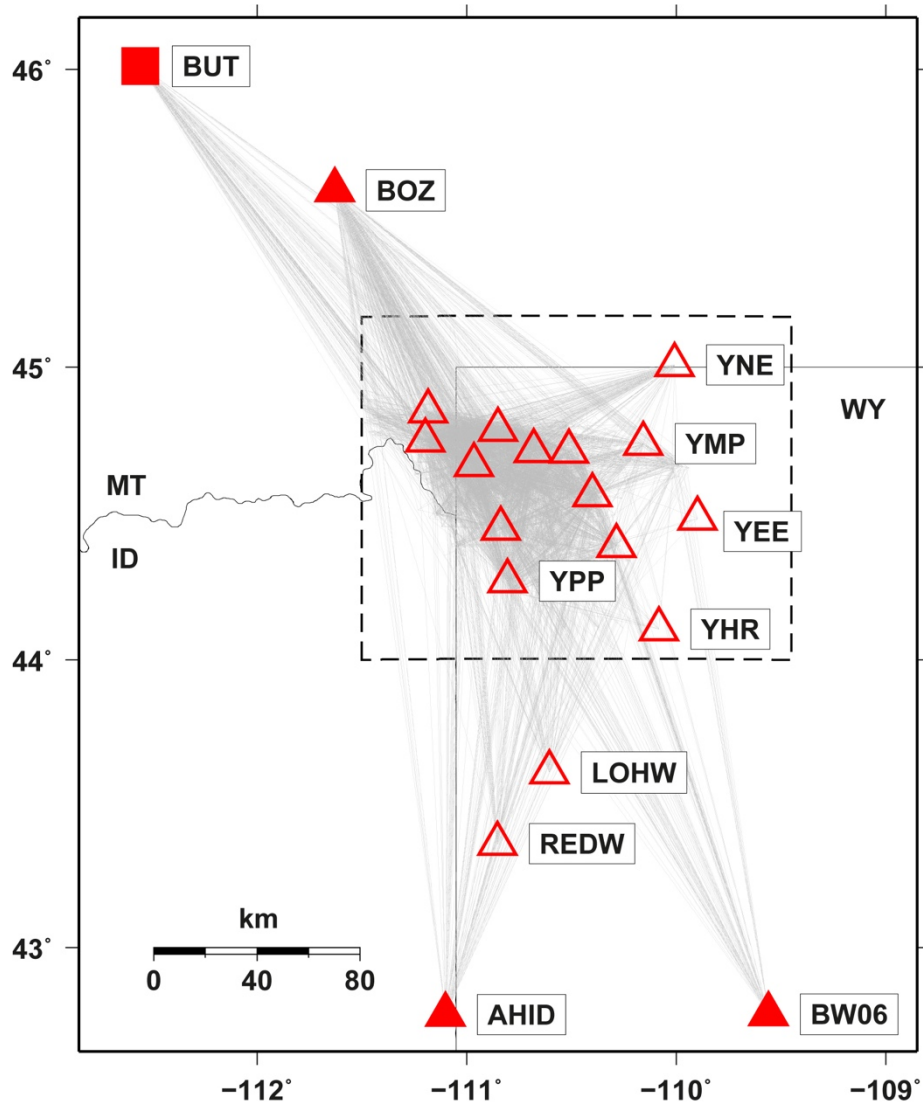 46°
BUT
BOZ
45°
YNE
WY
YMP
MT
YEE
ID
YPP
YHR
44°
LOHW
REDW
km
43°
0 40 80
AHID
BW06
−112° −111° −110° −109°